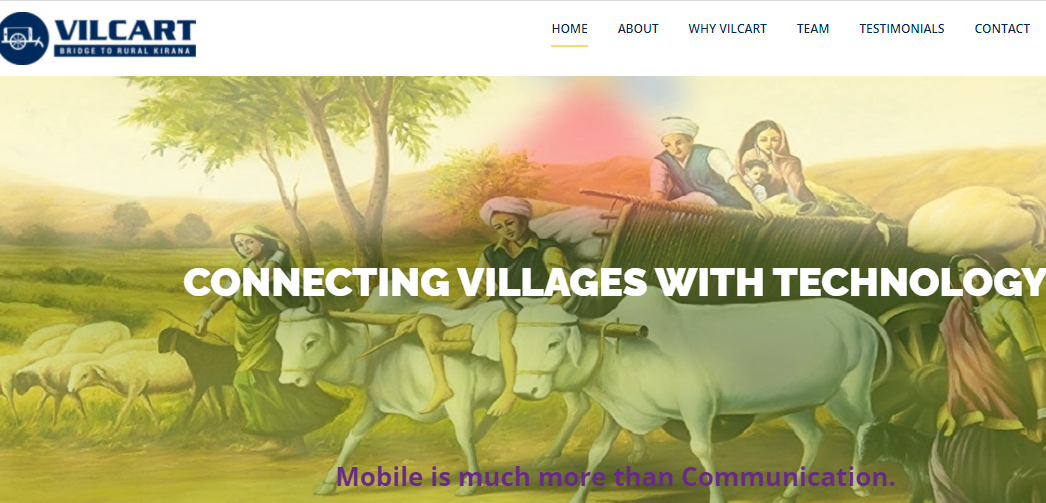 VILCART
BRIDGE TO RURAL KIRANA
HOME ABOUT WHY VILCART TEAM TESTIMONIALS CONTACT
CONNECTING VILLAGES WITH TECHNOLOGY
Mobile is much more than Communication.